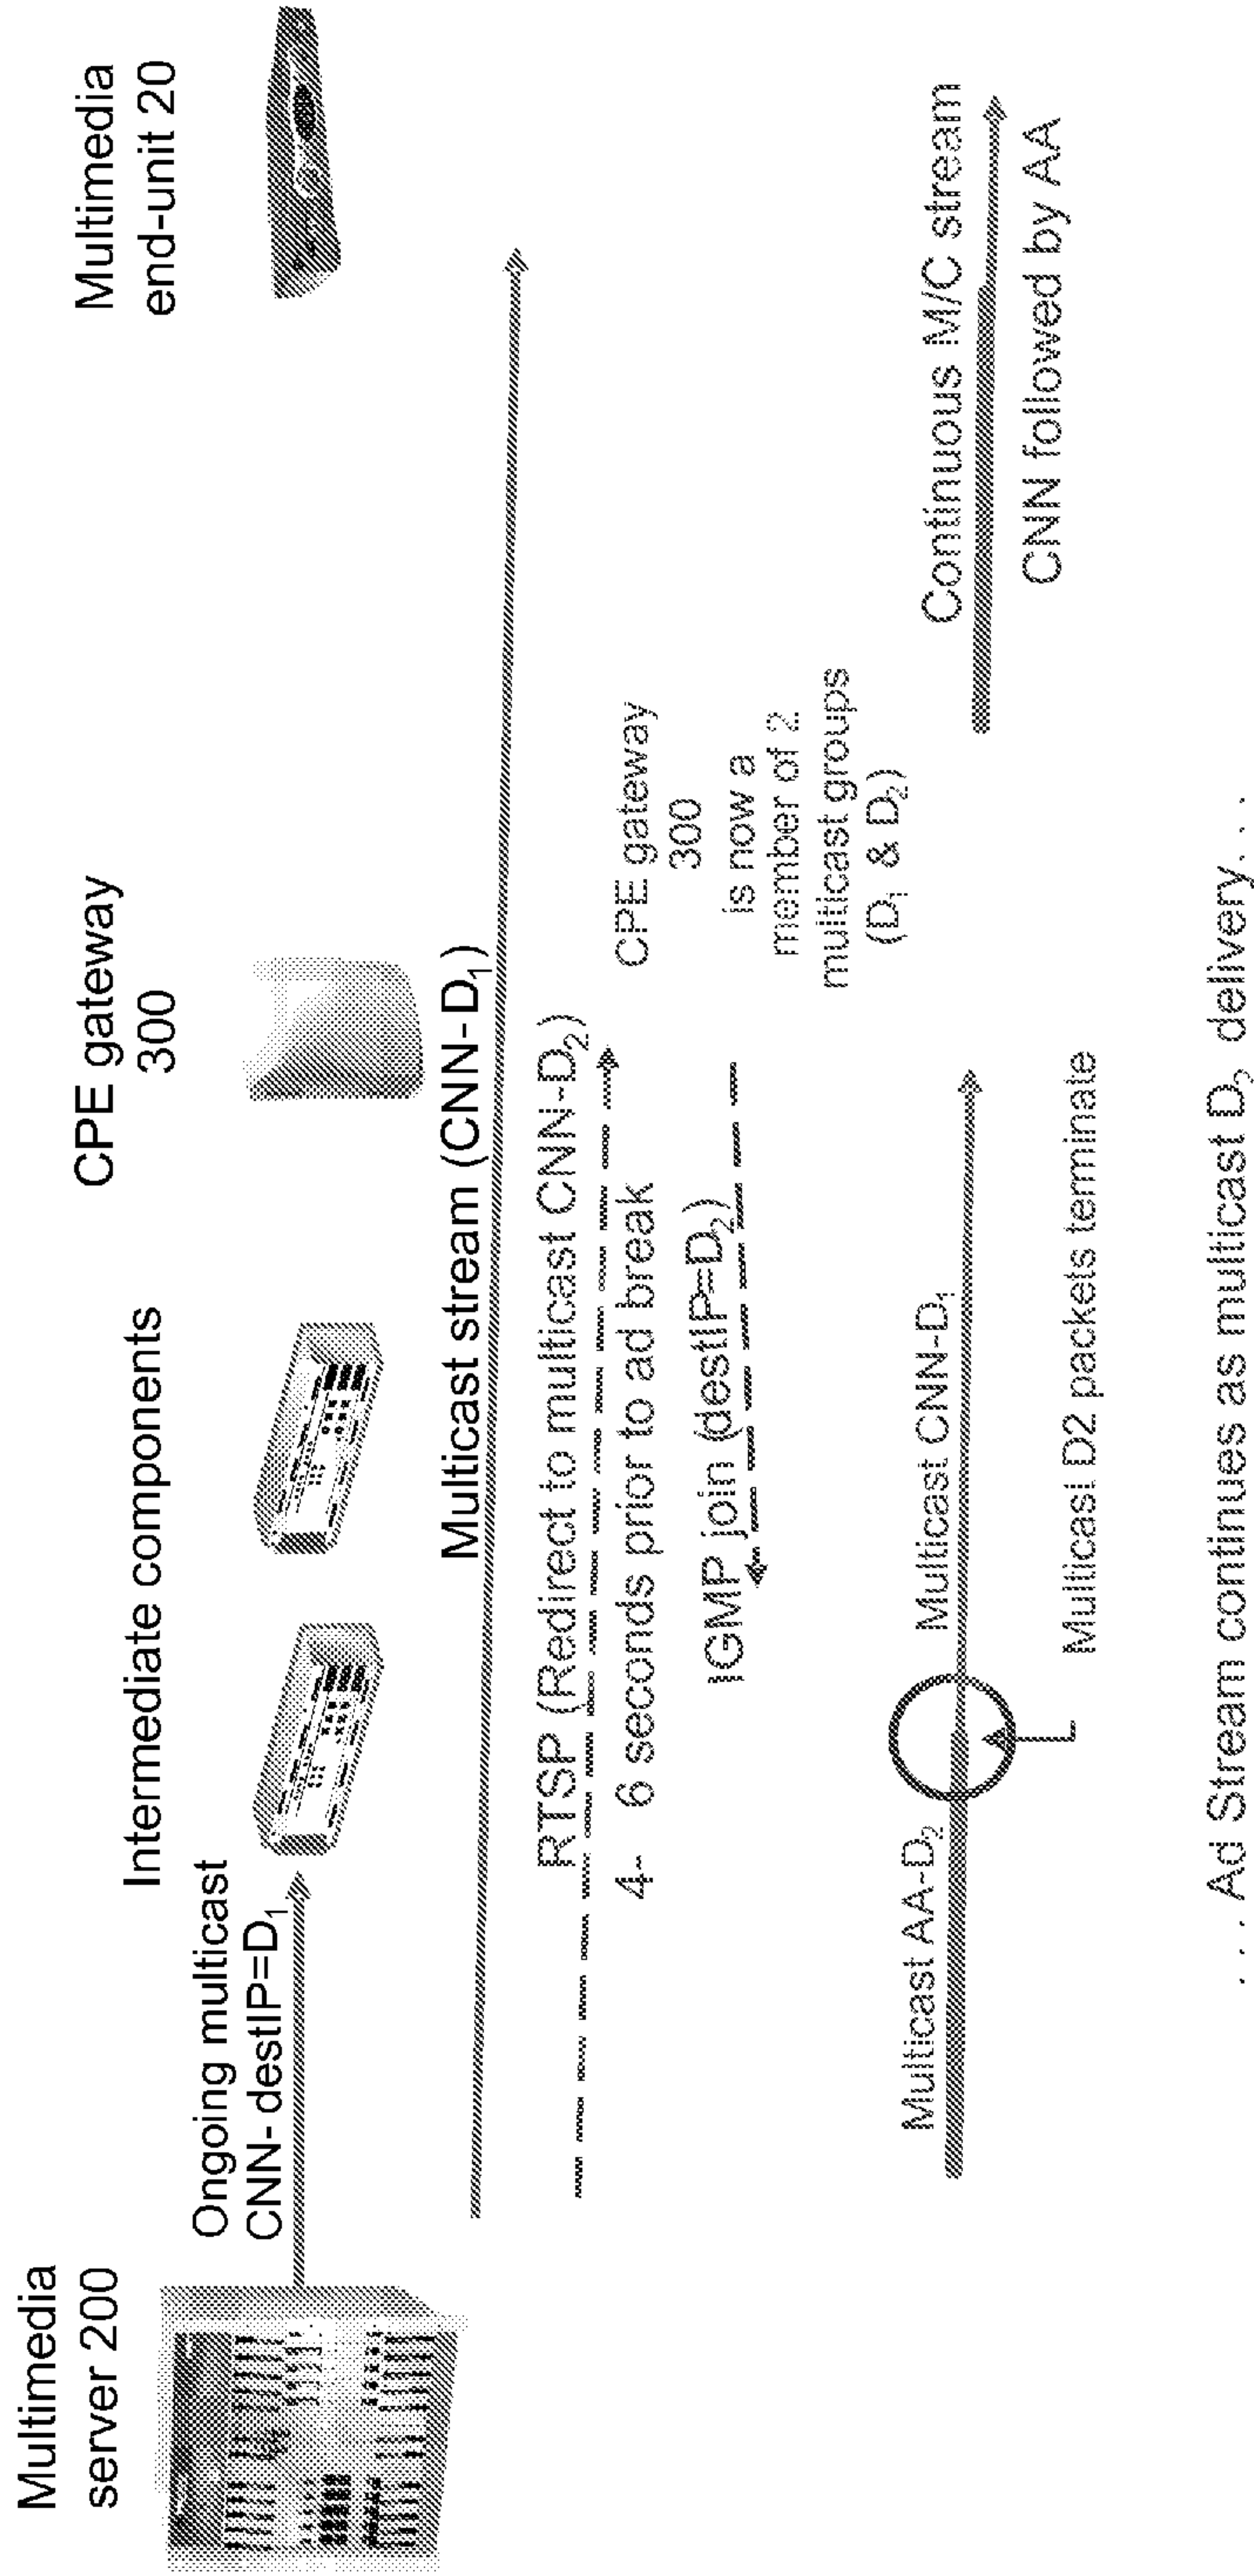 Multimedia
server 200
Ongoing multicast
CNN- destIP=D₁
Intermediate components
CPE gateway
300
Multimedia
end-unit 20
Multicast stream (CNN-D₁)
RTSP (Redirect to multicast CNN-D₂)
4- 6 seconds prior to ad break
IGMP join (destIP=D₂)
CPE gateway
300
is now a
member of 2
multicast groups
(D₁ & D₂)
Multicast AA-D₂
Multicast CNN-D₁
Multicast D2 packets terminate
Continuous M/C stream
CNN followed by AA
. . . Ad Stream continues as multicast D₂ delivery. . .